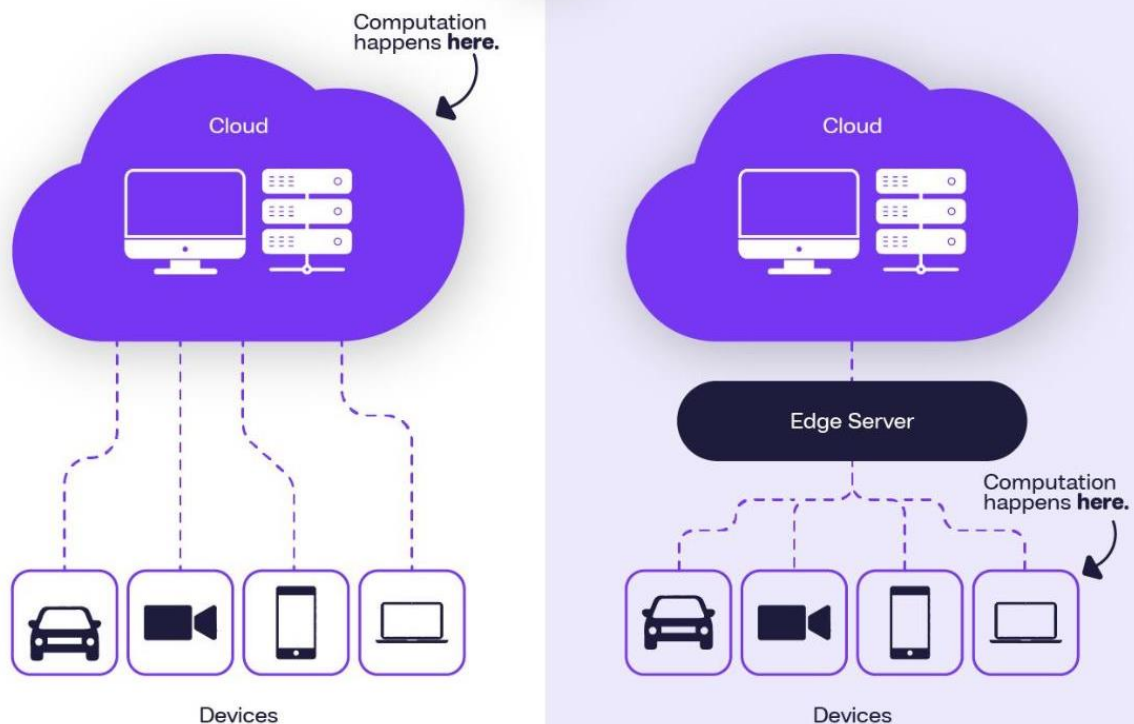 Computation
happens here.
Cloud
Devices
Cloud
Edge Server
Computation
happens here.
Devices